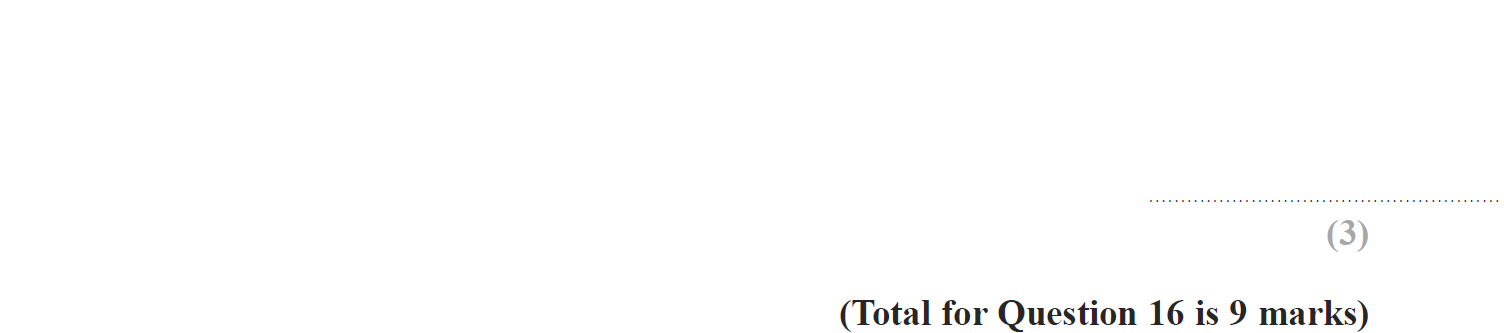 (3)
(Total for Question 16 is 9 marks)